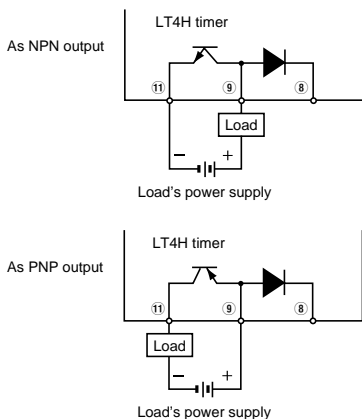 LT4H timer
As NPN output
⑪ ⑨ ⑧
Load
− +
Load's power supply
LT4H timer
As PNP output
⑪ ⑨ ⑧
Load
− +
Load's power supply